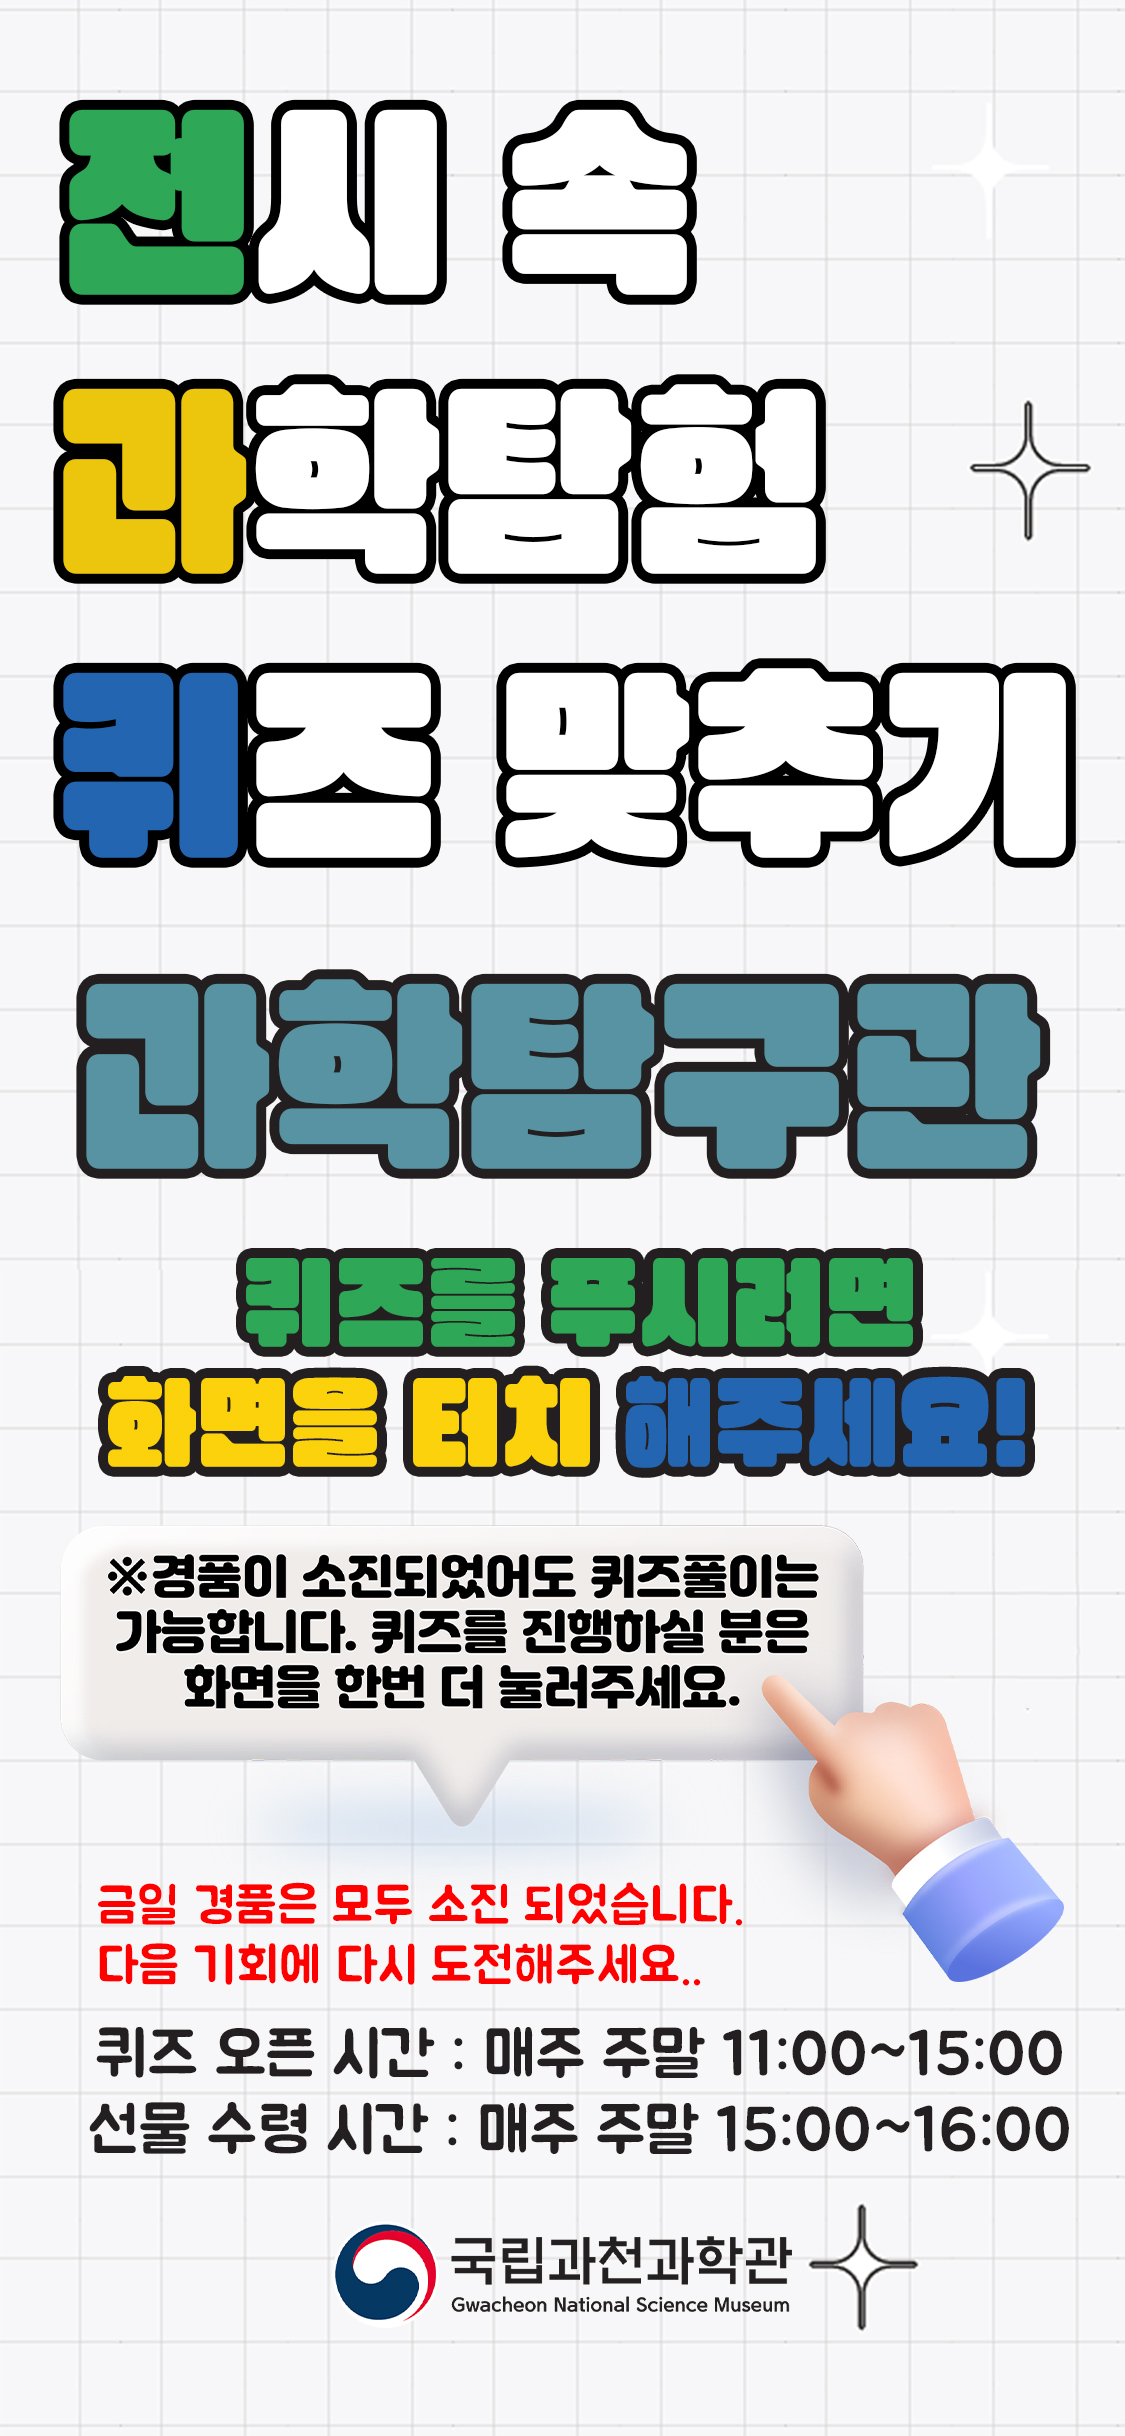 전시 속
과학탐험
퀴즈 맞추기
과학탐구관
퀴즈를 푸시려면
화면을 터치 해주세요!
※경품이 소진되었어도 퀴즈풀이는
가능합니다. 퀴즈를 진행하실 분은
화면을 한번 더 눌러주세요.
금일 경품은 모두 소진 되었습니다.
다음 기회에 다시 도전해주세요..
퀴즈 오픈 시간 : 매주 주말 11:00~15:00
선물 수령 시간 : 매주 주말 15:00~16:00
국립과천과학관
Gwacheon National Science Museum